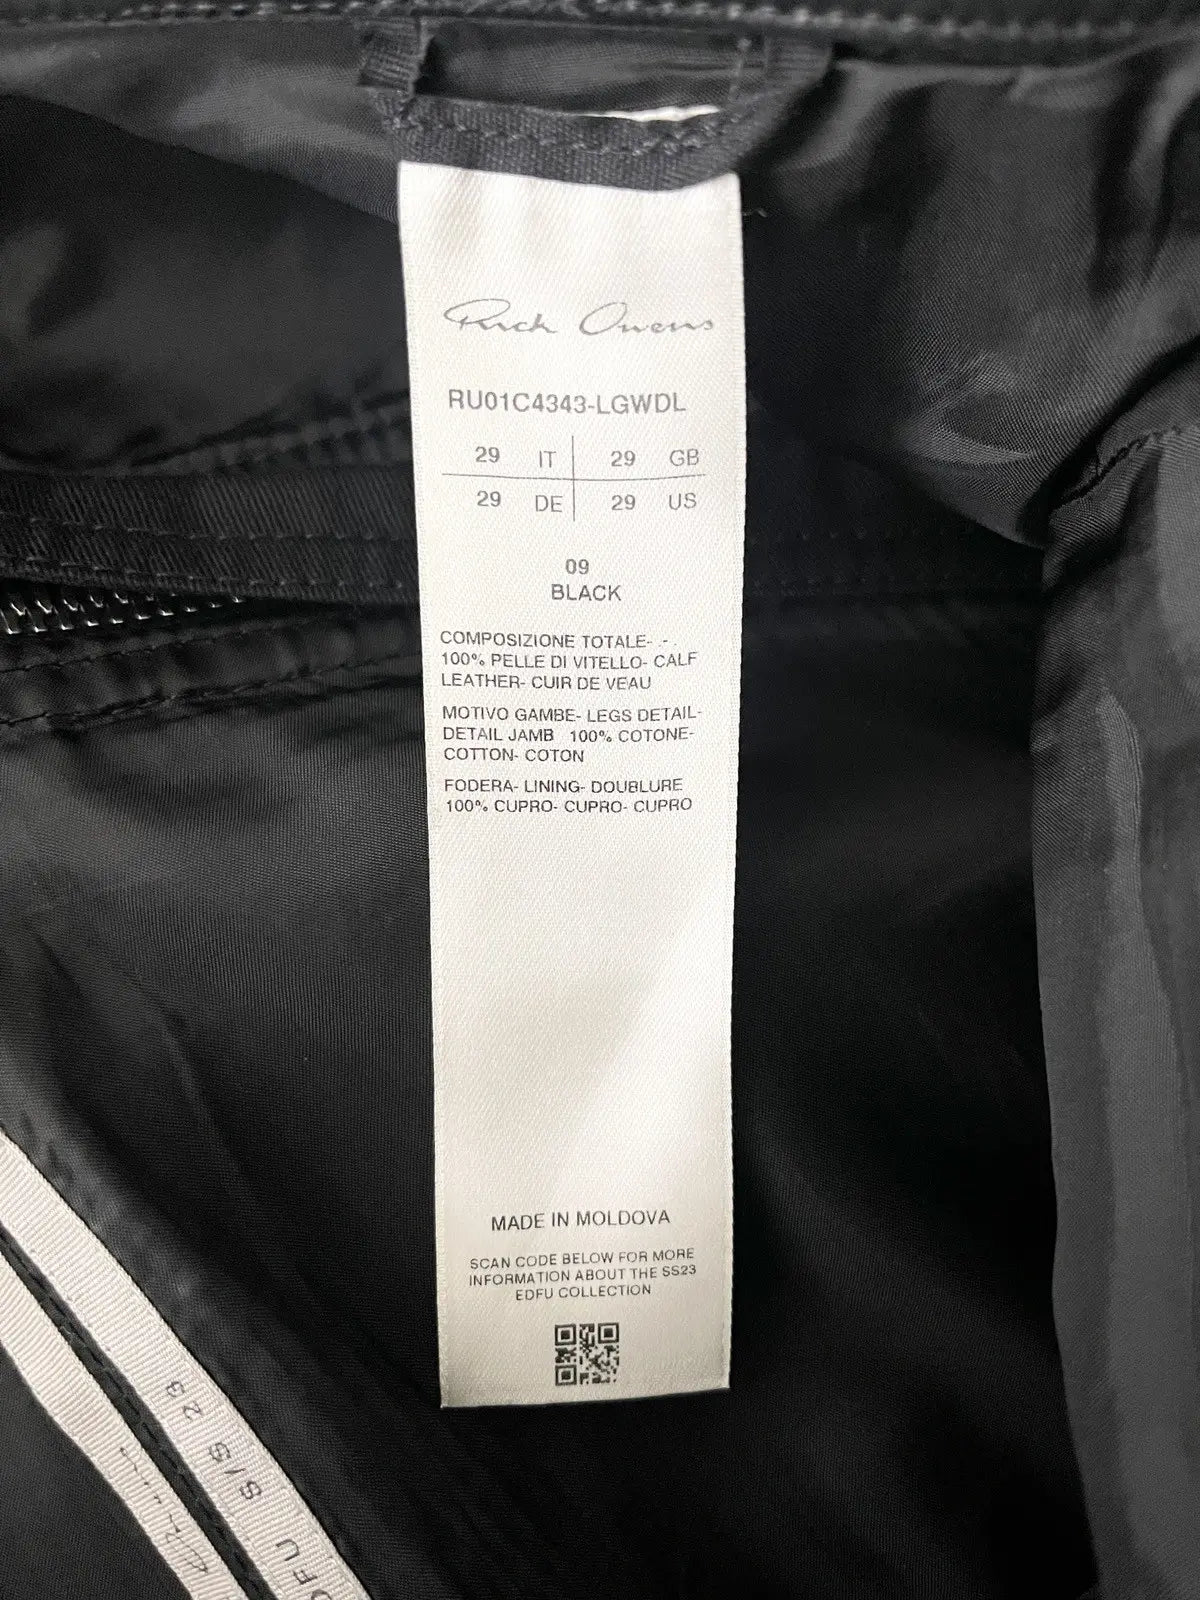 Rick Owens
RU01C4343-LGWDL
29 IT 29 GB
29 DE 29 US
09
BLACK
COMPOSIZIONE TOTALE- .- .
100% PELLE DI VITELLO- CALF
LEATHER- CUIR DE VEAU
MOTIVO GAMBE- LEGS DETAIL-
DETAIL JAMB 100% COTONE-
COTTON- COTON
FODERA- LINING- DOUBLURE
100% CUPRO- CUPRO- CUPRO
MADE IN MOLDOVA
SCAN CODE BELOW FOR MORE
INFORMATION ABOUT THE SS23
EDFU COLLECTION
DFU S/S 23